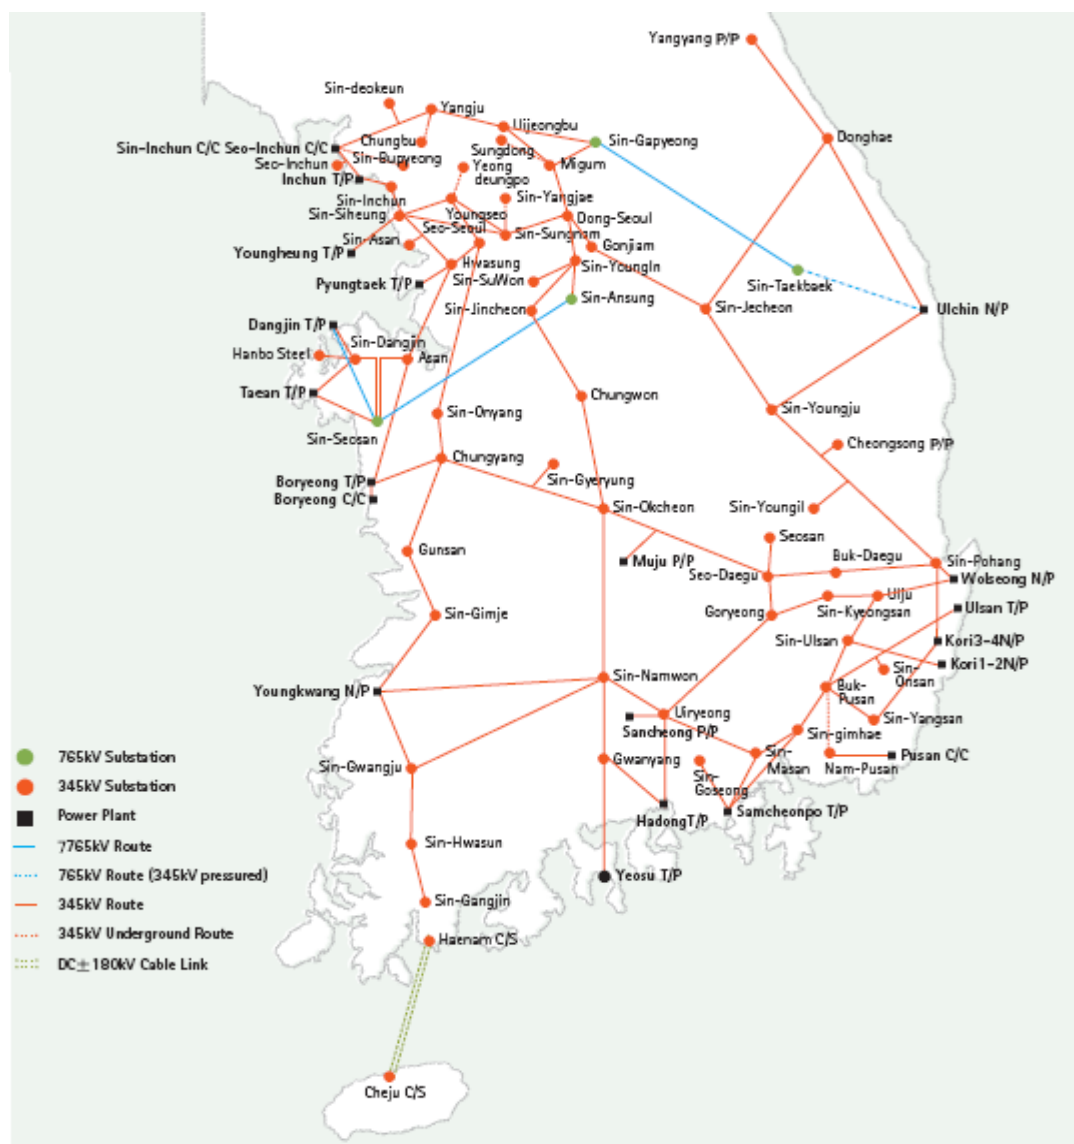 Yangyang P/P
Sin-deokeun
Yangju
Uijeongbu
Donghae
Chungbu
Sin-Gapyeong
Sin-Inchun C/C Seo-Inchun C/C
Sungdong
Sin-Bupyeong
Seo-Inchun
Yeong
deungpo
Migum
Inchun T/P
Sin-Inchun
Sin-Yangjae
Sin-Siheung
Youngseo
Dong-Seoul
Seo-Seoul
Sin-Sungnam
Sin-Asan
Gonjiam
Youngheung T/P
Hwasung
Sin-YoungIn
Sin-SuWon
Sin-Taekbaek
Pyungtaek T/P
Sin-Ansung
Sin-Jincheon
Sin-Jecheon
Ulchin N/P
Dangjin T/P
Sin-Dangjin
Hanbo Steel
Asan
Taean T/P
Chungwon
Sin-Onyang
Sin-Youngju
Sin-Seosan
Cheongsong P/P
Chungyang
Boryeong T/P
Sin-Gyeryung
Boryeong C/C
Sin-Okcheon
Sin-Youngil
Seosan
Gunsan
Buk-Daegu
Muju P/P
Sin-Pohang
Seo-Daegu
Wolseong N/P
Ulju
Sin-Gimje
Goryeong
Sin-Kyeongsan
Ulsan T/P
Sin-Ulsan
Kori3-4N/P
Kori1-2N/P
Sin-Namwon
Sin-
Onsan
Youngkwang N/P
Buk-
Pusan
Uiryeong
Sin-Yangsan
Sancheong P/P
Sin-gimhae
765kV Substation
Sin-Gwangju
Gwanyang
Sin-
Goseong
Sin-
Masan
Nam-Pusan
Pusan C/C
345kV Substation
HadongT/P
Samcheonpo T/P
Power Plant
7765kV Route
Sin-Hwasun
765kV Route (345kV pressured)
Yeosu T/P
345kV Route
Sin-Gangjin
345kV Underground Route
Haenam C/S
DC±180kV Cable Link
Cheju C/S